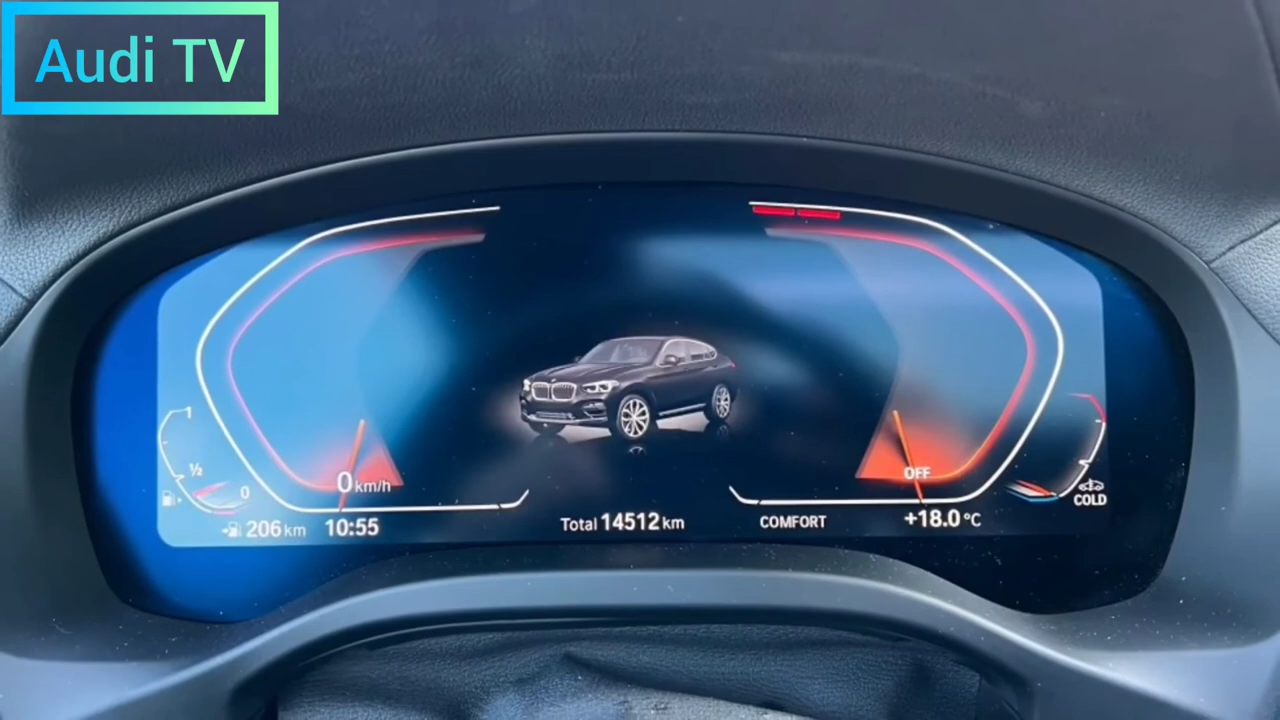 Audi TV
1
½
0
0 km/h
OFF
COLD
206 km
10:55
Total 14512 km
COMFORT
+18.0 °C